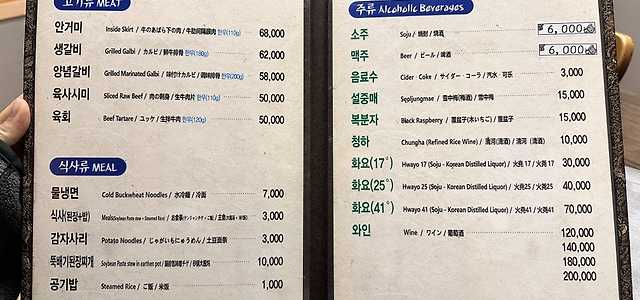 고기류 MEAT
안거미 Inside Skirt / 牛のあばら下の肉 / 牛肋间隔膜肉 한우(110g) 68,000
생갈비 Grilled Galbi / カルビ / 鲜牛排骨 한우(180g) 62,000
양념갈비 Grilled Marinated Galbi / 味付けカルビ / 调味排骨 한우(200g) 58,000
육사시미 Sliced Raw Beef / 肉の刺身 / 生牛肉片 한우(110g) 50,000
육회 Beef Tartare / ユッケ / 生拌牛肉 한우(120g) 50,000
식사류 MEAL
물냉면 Cold Buckwheat Noodles / 水冷麺 / 冷面 7,000
식사(된장+밥) Meals(Soybean Paste stew + Steamed Rice) / 3,000
감자사리 Potato Noodles / じゃがいもにゅうめん / 土豆面条 3,000
뚝배기된장찌개 Soybean Paste stew in earthen pot / 10,000
공기밥 Steamed Rice / ご飯 / 米饭 1,000
주류 Alcoholic Beverages
소주 Soju / 焼酎 / 烧酒 6,000
맥주 Beer / ビール / 啤酒 6,000
음료수 Cider · Coke / サイダー · コーラ / 汽水 · 可乐 3,000
설중매 Seoljungmae / 雪中梅(梅酒) / 雪中梅 15,000
복분자 Black Raspberry / 覆盆子(木いちご) / 覆盆子 15,000
청하 Chungha (Refined Rice Wine) / 清河(清酒) / 清河 (清酒) 10,000
화요(17˚) Hwayo 17 (Soju - Korean Distilled Liquor) / 火尭17 / 火尧17 30,000
화요(25˚) Hwayo 25 (Soju - Korean Distilled Liquor) / 火尭25 / 火尧25 40,000
화요(41˚) Hwayo 41 (Soju - Korean Distilled Liquor) / 火尭41 / 火尧41 70,000
와인 Wine / ワイン / 葡萄酒 120,000
140,000
180,000
200,000